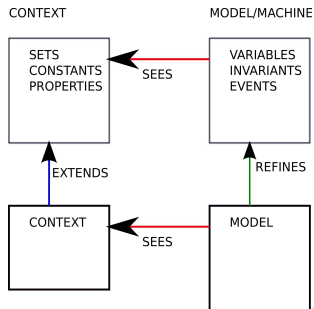 CONTEXT
MODEL/MACHINE
SETS
CONSTANTS
PROPERTIES
SEES
VARIABLES
INVARIANTS
EVENTS
EXTENDS
REFINES
CONTEXT
SEES
MODEL